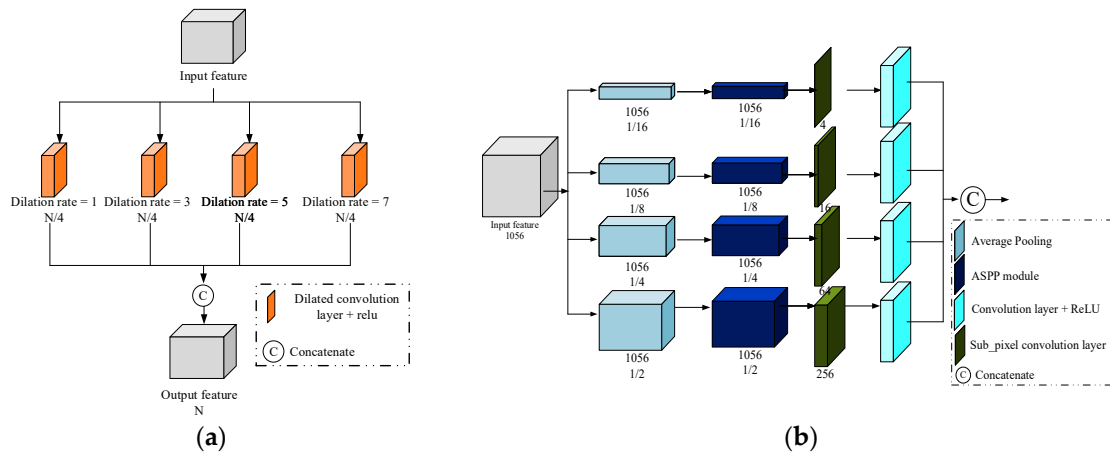 Input feature
Dilation rate = 1
N/4
Dilation rate = 3
N/4
Dilation rate = 5
N/4
Dilation rate = 7
N/4
C
Dilated convolution
layer + relu
C Concatenate
Output feature
N
(a)
Input feature
1056
1056
1/16
1056
1/16
4
1056
1/8
1056
1/8
16
1056
1/4
1056
1/4
64
1056
1/2
1056
1/2
256
C
Average Pooling
ASPP module
Convolution layer + ReLU
Sub_pixel convolution layer
C Concatenate
(b)